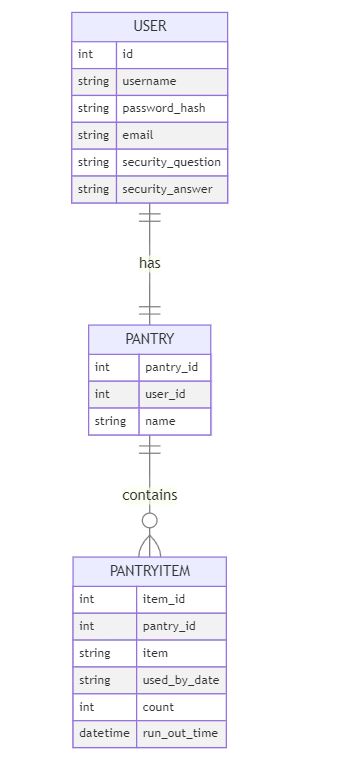 USER
int id
string username
string password_hash
string email
string security_question
string security_answer
has
PANTRY
int pantry_id
int user_id
string name
contains
PANTRYITEM
int item_id
int pantry_id
string item
string used_by_date
int count
datetime run_out_time